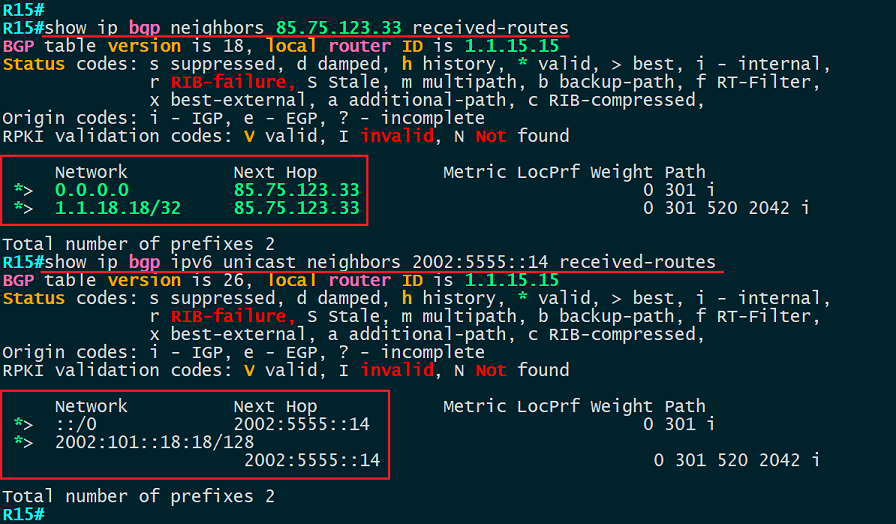 R15#
R15#show ip bgp neighbors 85.75.123.33 received-routes
BGP table version is 18, local router ID is 1.1.15.15
Status codes: s suppressed, d damped, h history, * valid, > best, i - internal,
              r RIB-failure, S Stale, m multipath, b backup-path, f RT-Filter,
              x best-external, a additional-path, c RIB-compressed,
Origin codes: i - IGP, e - EGP, ? - incomplete
RPKI validation codes: V valid, I invalid, N Not found

     Network          Next Hop            Metric LocPrf Weight Path
 *>  0.0.0.0          85.75.123.33                           0 301 i
 *>  1.1.18.18/32     85.75.123.33                           0 301 520 2042 i

Total number of prefixes 2
R15#show ip bgp ipv6 unicast neighbors 2002:5555::14 received-routes
BGP table version is 26, local router ID is 1.1.15.15
Status codes: s suppressed, d damped, h history, * valid, > best, i - internal,
              r RIB-failure, S Stale, m multipath, b backup-path, f RT-Filter,
              x best-external, a additional-path, c RIB-compressed,
Origin codes: i - IGP, e - EGP, ? - incomplete
RPKI validation codes: V valid, I invalid, N Not found

     Network          Next Hop            Metric LocPrf Weight Path
 *>  ::/0             2002:5555::14                          0 301 i
 *>  2002:101::18:18/128
                       2002:5555::14                          0 301 520 2042 i

Total number of prefixes 2
R15#